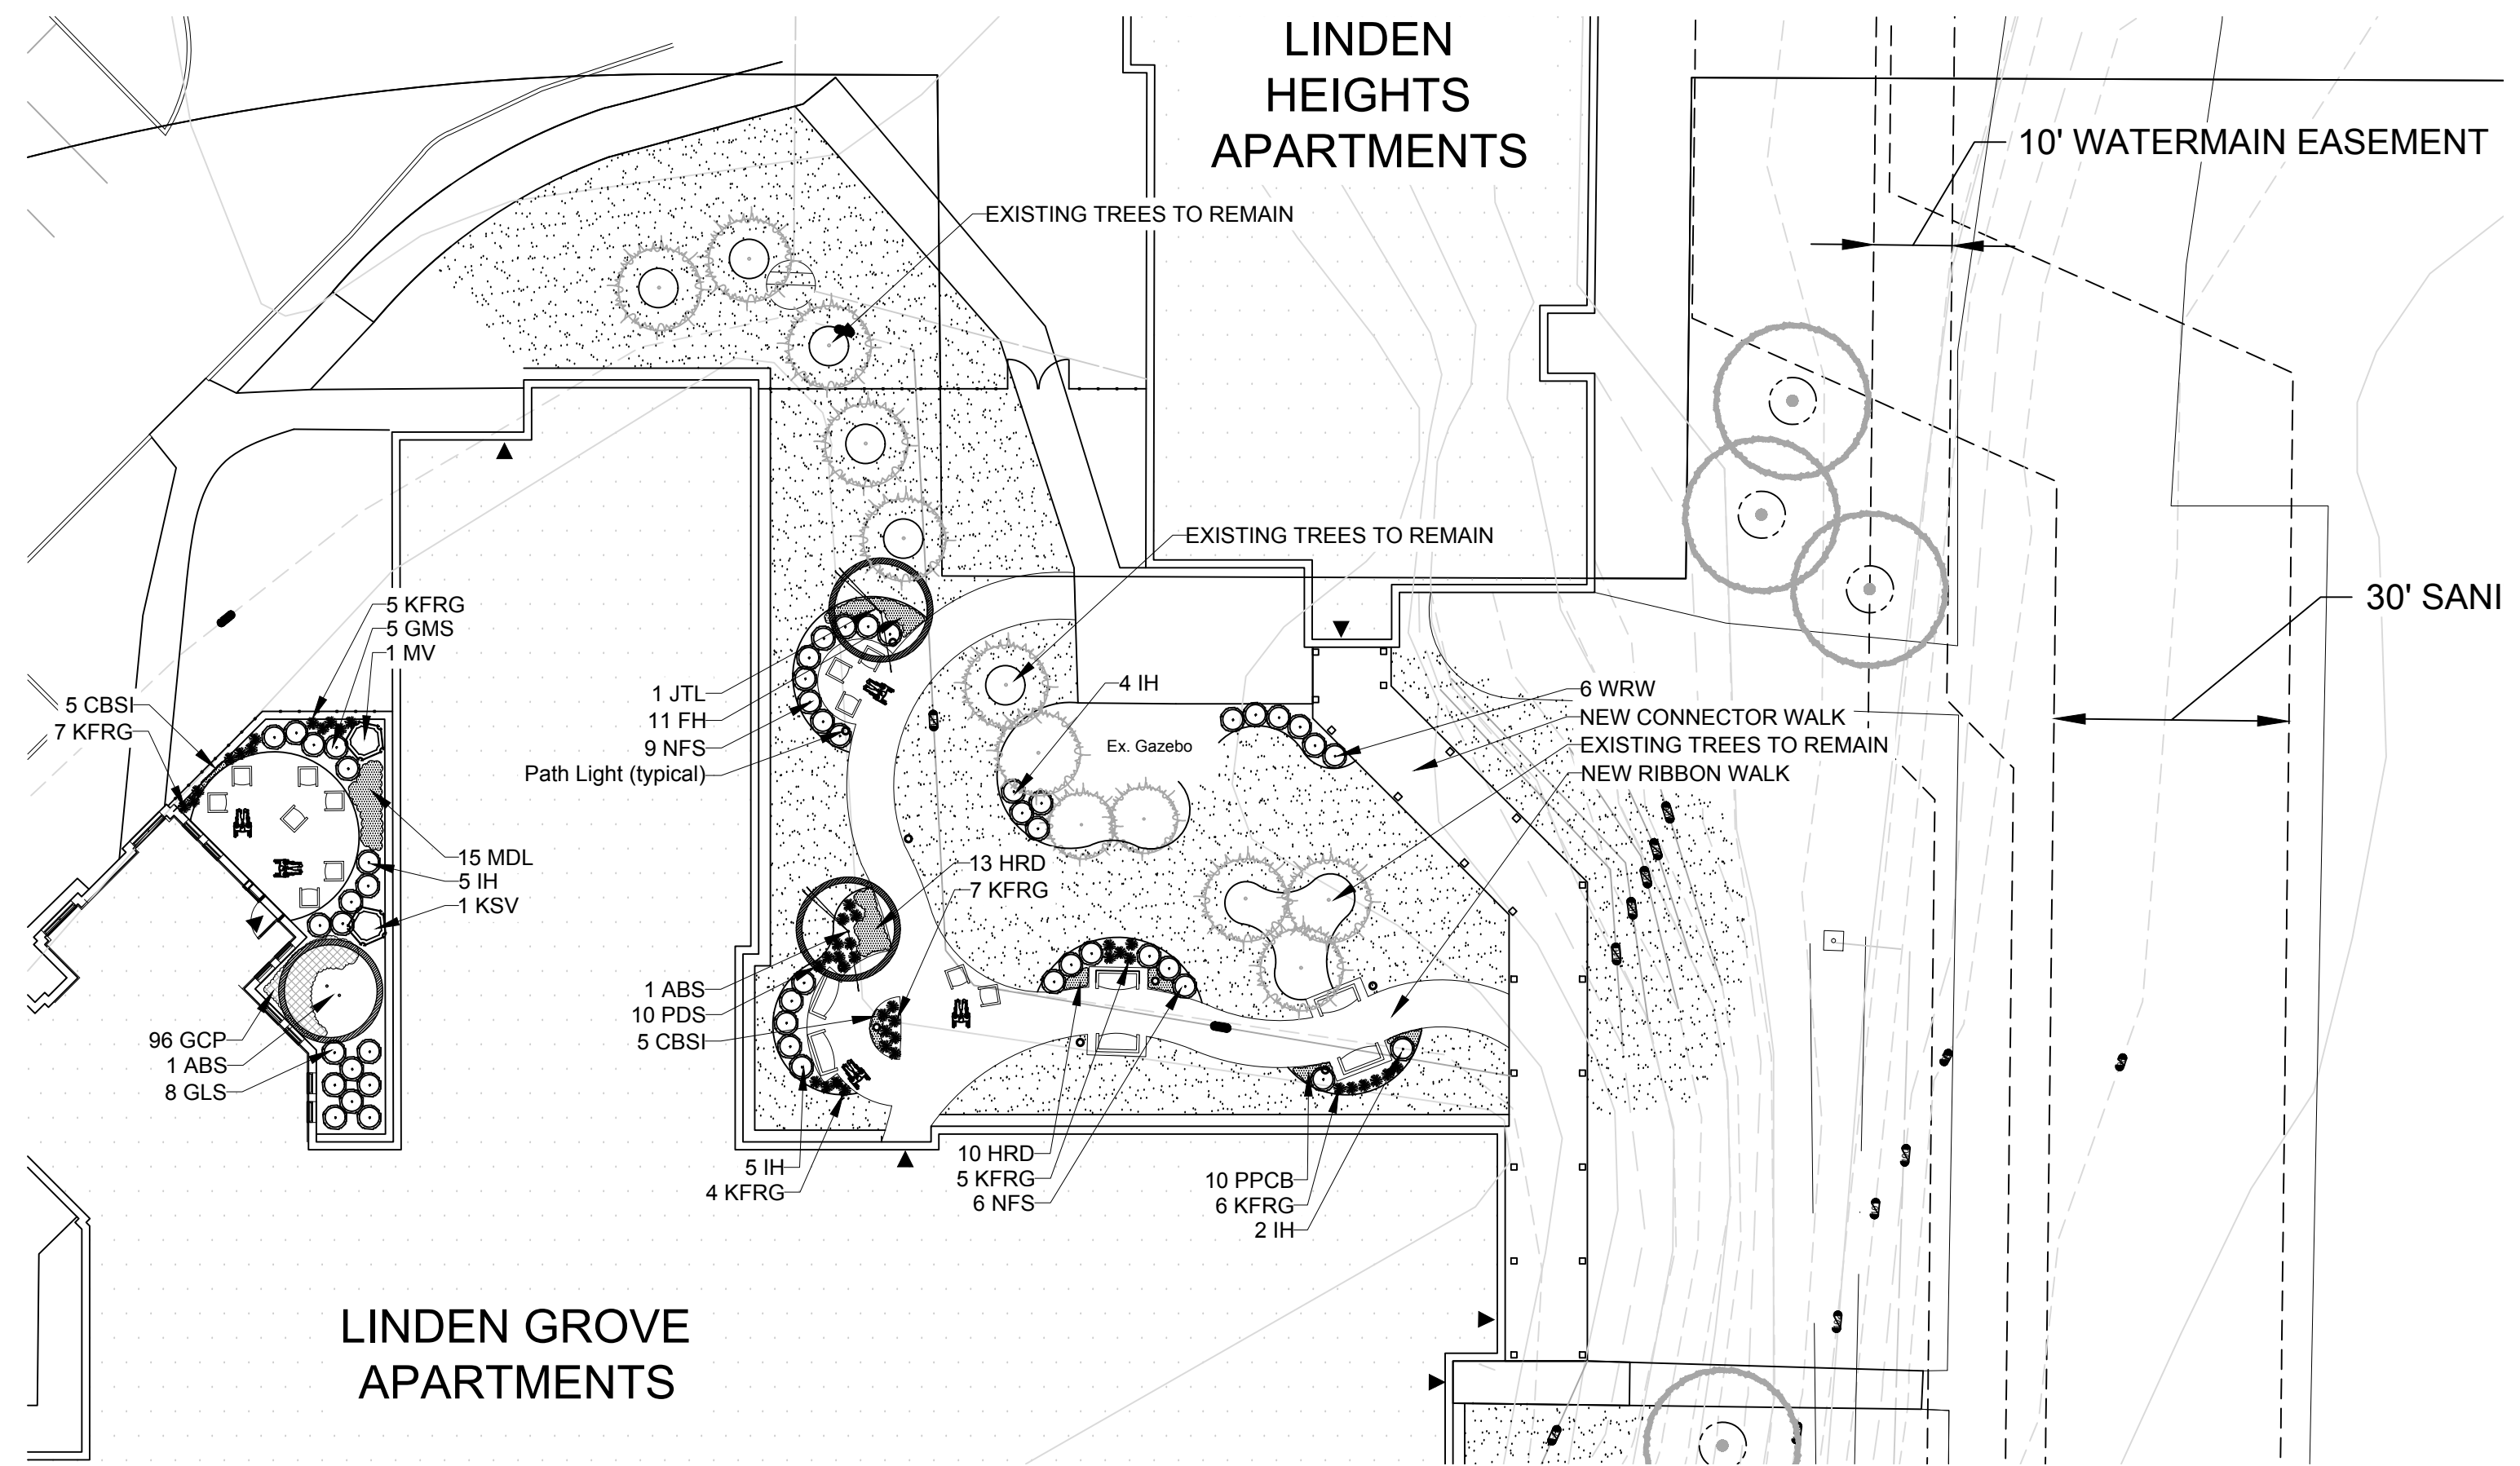 LINDEN
HEIGHTS
APARTMENTS
10' WATERMAIN EASEMENT
EXISTING TREES TO REMAIN
EXISTING TREES TO REMAIN
30' SANI
5 KFRG
5 GMS
1 MV
5 CBSI
7 KFRG
15 MDL
5 IH
1 KSV
96 GCP
1 ABS
8 GLS
1 JTL
11 FH
9 NFS
Path Light (typical)
4 IH
Ex. Gazebo
6 WRW
NEW CONNECTOR WALK
EXISTING TREES TO REMAIN
NEW RIBBON WALK
13 HRD
7 KFRG
1 ABS
10 PDS
5 CBSI
5 IH
4 KFRG
10 HRD
5 KFRG
6 NFS
10 PPCB
6 KFRG
2 IH
LINDEN GROVE
APARTMENTS